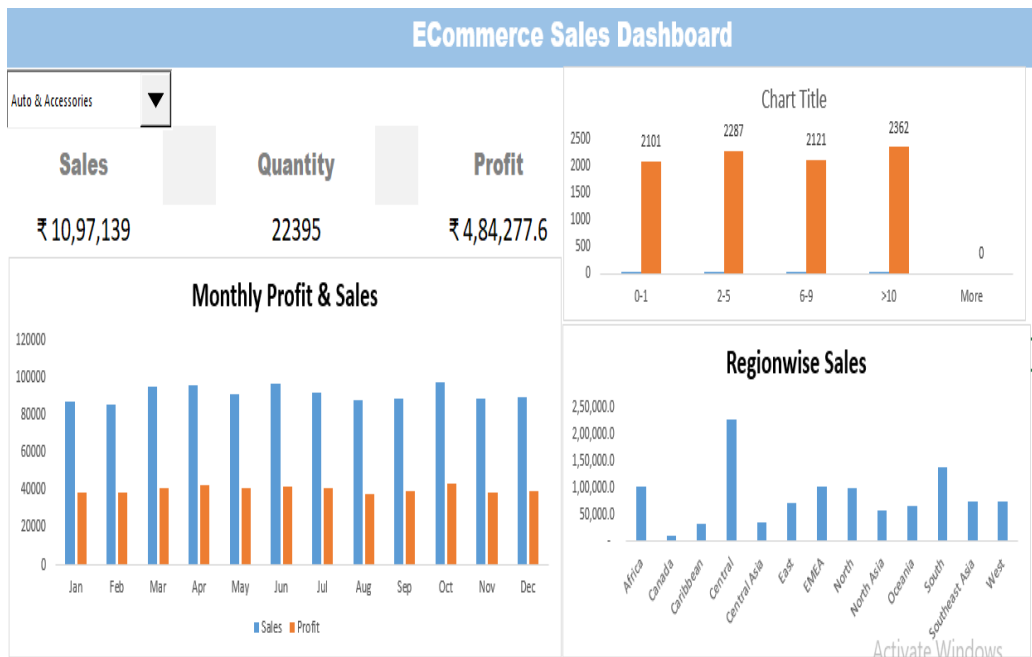 ECommerce Sales Dashboard
Auto & Accessories
Sales Quantity Profit
₹ 10,97,139 22395 ₹ 4,84,277.6
Chart Title
2500
2000
1500
1000
500
0
2101 2287 2121 2362 0
0-1 2-5 6-9 >10 More
Monthly Profit & Sales
120000
100000
80000
60000
40000
20000
0
Jan Feb Mar Apr May Jun Jul Aug Sep Oct Nov Dec
Sales Profit
Regionwise Sales
2,50,000.0
2,00,000.0
1,50,000.0
1,00,000.0
50,000.0
-
Africa Canada Caribbean Central Central Asia East EMEA North North Asia Oceania South Southeast Asia West
Activate Windows